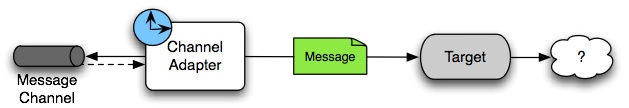 Message
Channel
Channel
Adapter
Message
Target
?